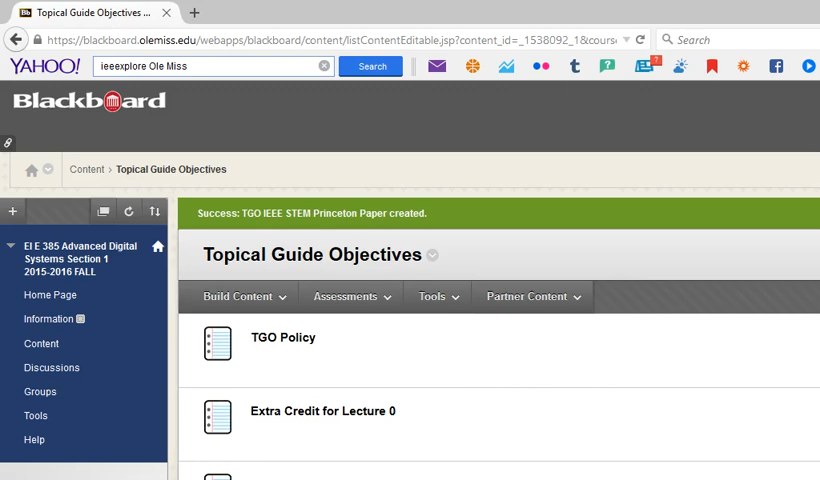 Topical Guide Objectives ...
https://blackboard.olemiss.edu/webapps/blackboard/content/listContentEditable.jsp?content_id=_1538092_1&cours
Search
YAHOO!
ieeexplore Ole Miss
Search
7
Blackboard
Content > Topical Guide Objectives
Success: TGO IEEE STEM Princeton Paper created.
El E 385 Advanced Digital
Systems Section 1
2015-2016 FALL
Topical Guide Objectives
Build Content
Assessments
Tools
Partner Content
Home Page
Information
Content
Discussions
Groups
Tools
Help
TGO Policy
Extra Credit for Lecture 0